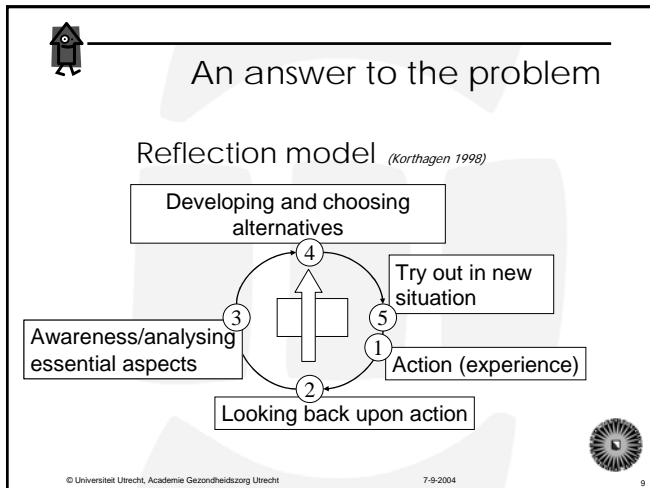 An answer to the problem
Reflection model (Korthagen 1998)
Developing and choosing
alternatives
4
Try out in new
situation
3
5
Awareness/analysing
essential aspects
1
Action (experience)
2
Looking back upon action
© Universiteit Utrecht, Academie Gezondheidszorg Utrecht
7-9-2004
9